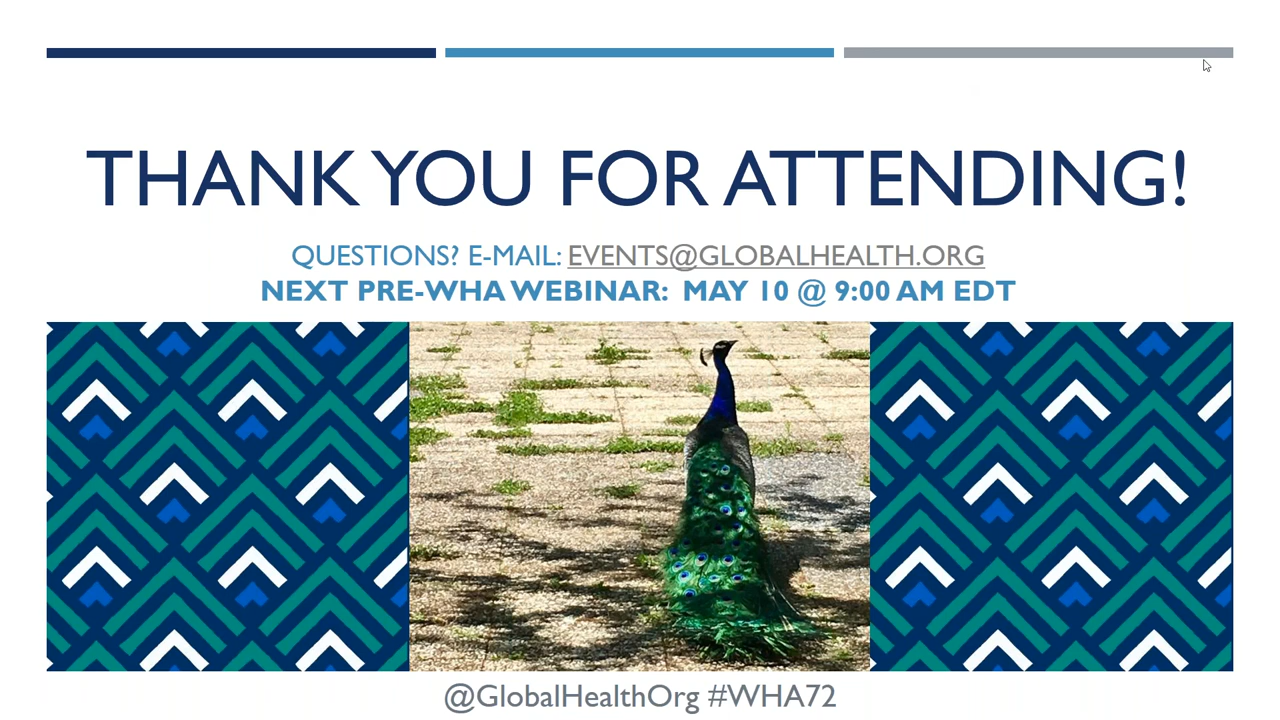 THANK YOU FOR ATTENDING!
QUESTIONS? E-MAIL: EVENTS@GLOBALHEALTH.ORG
NEXT PRE-WHA WEBINAR: MAY 10 @ 9:00 AM EDT
@GlobalHealthOrg #WHA72